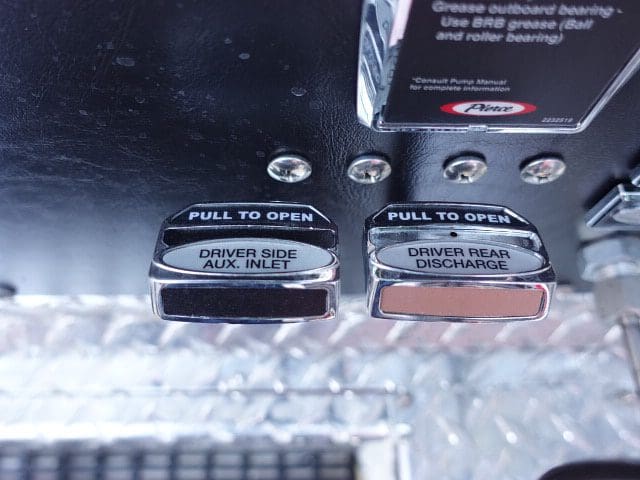 Grease outboard bearing -
Use BRB grease (Ball
and roller bearing)
*Consult Pump Manual
for complete information
Pierce
2232519
PULL TO OPEN
DRIVER SIDE
AUX. INLET
PULL TO OPEN
DRIVER REAR
DISCHARGE